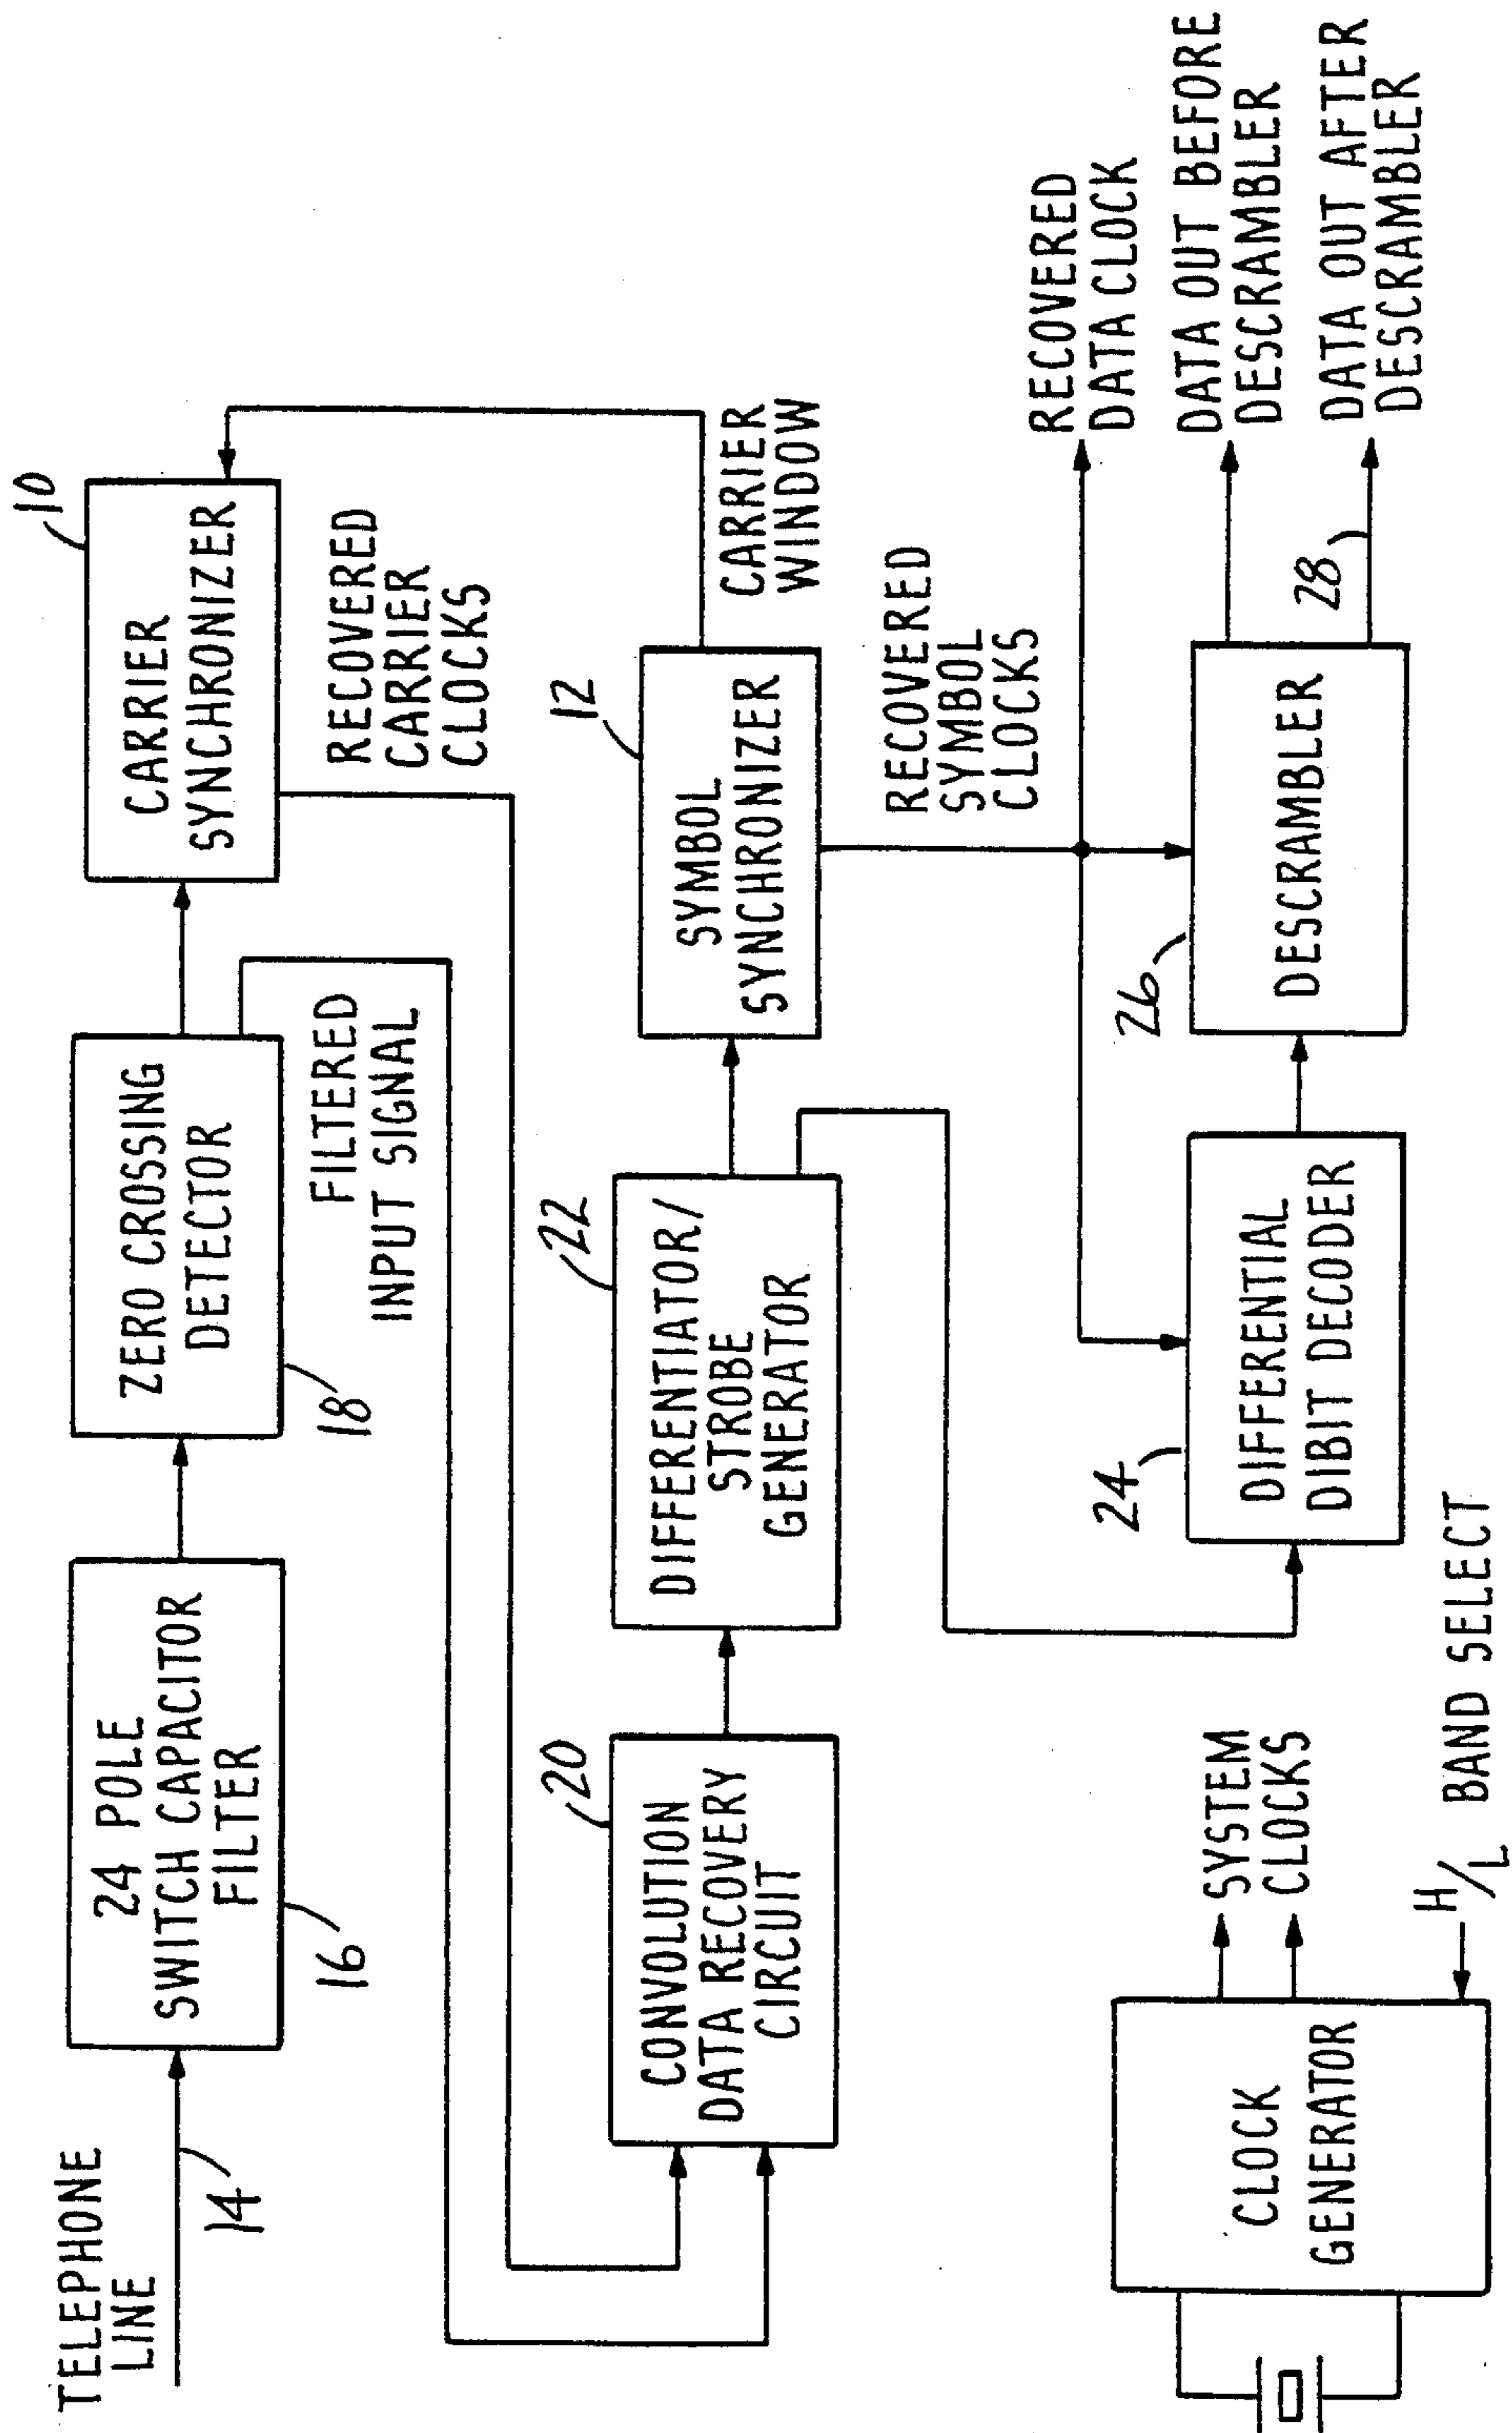 TELEPHONE
LINE
14
24 POLE
SWITCH CAPACITOR
FILTER
16
ZERO CROSSING
DETECTOR
18
FILTERED
INPUT SIGNAL
CARRIER
SYNCHRONIZER
10
RECOVERED
CARRIER
CLOCKS
CONVOLUTION
DATA RECOVERY
CIRCUIT
20
DIFFERENTIATOR/
STROBE
GENERATOR
22
SYMBOL
SYNCHRONIZER
12
CARRIER
WINDOW
RECOVERED
SYMBOL
CLOCKS
RECOVERED
DATA CLOCK
DATA OUT BEFORE
DESCRAMBLER
DATA OUT AFTER
DESCRAMBLER
CLOCK
GENERATOR
SYSTEM
CLOCKS
H/L BAND SELECT
24
DIFFERENTIAL
DIBIT DECODER
26
DESCRAMBLER
28